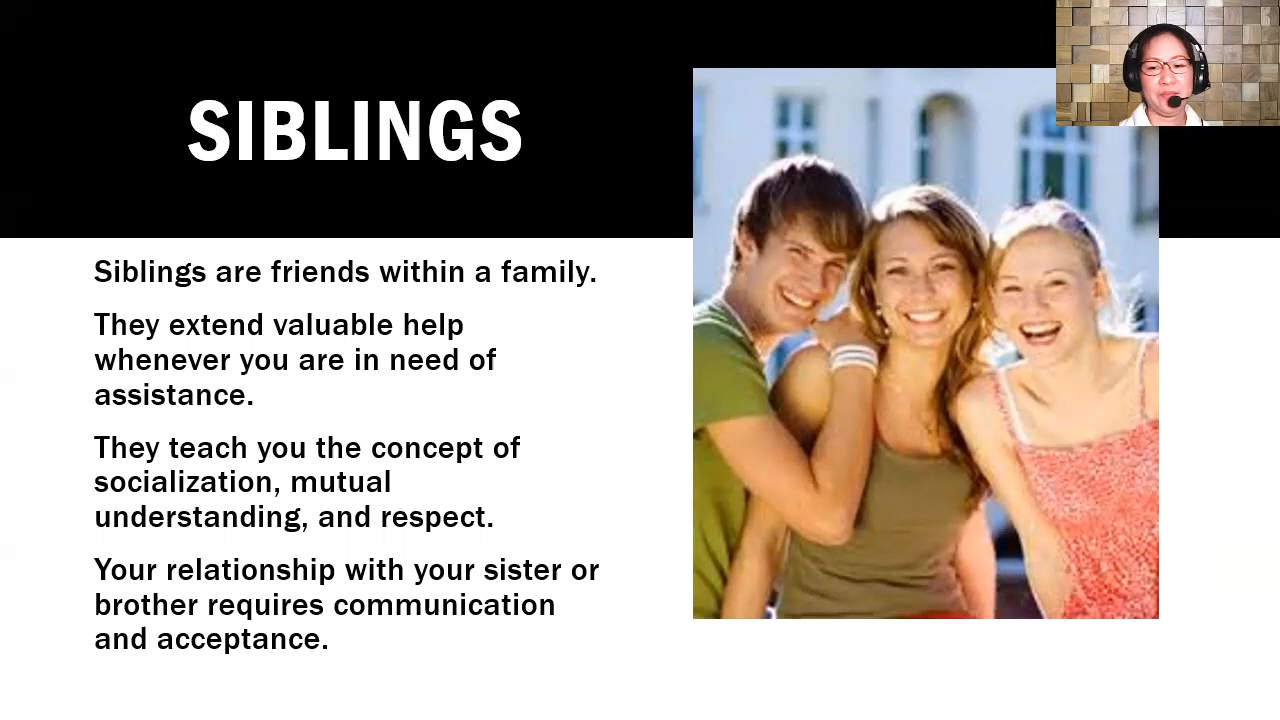 SIBLINGS
Siblings are friends within a family.
They extend valuable help
whenever you are in need of
assistance.
They teach you the concept of
socialization, mutual
understanding, and respect.
Your relationship with your sister or
brother requires communication
and acceptance.